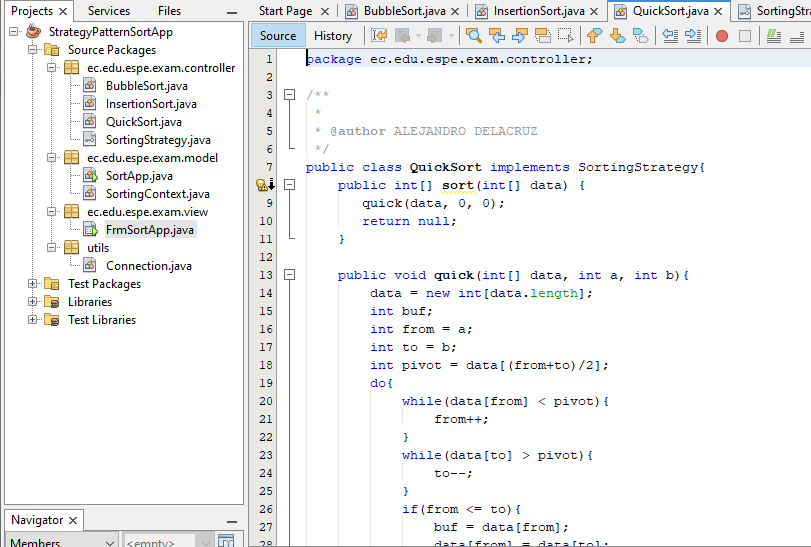 Projects × Services Files
StrategyPatternSortApp
Source Packages
ec.edu.espe.exam.controller
BubbleSort.java
InsertionSort.java
QuickSort.java
SortingStrategy.java
ec.edu.espe.exam.model
SortApp.java
SortingContext.java
ec.edu.espe.exam.view
FrmSortApp.java
utils
Connection.java
Test Packages
Libraries
Test Libraries
Navigator ×
Members <empty>
Start Page × BubbleSort.java × InsertionSort.java × QuickSort.java × SortingStra
Source History
1 package ec.edu.espe.exam.controller;
2
3 /**
4 *
5 * @author ALEJANDRO DELACRUZ
6 */
7 public class QuickSort implements SortingStrategy{
public int[] sort(int[] data) {
9 quick(data, 0, 0);
10 return null;
11 }
12
13 public void quick(int[] data, int a, int b){
14 data = new int[data.length];
15 int buf;
16 int from = a;
17 int to = b;
18 int pivot = data[(from+to)/2];
19 do{
20 while(data[from] < pivot){
21 from++;
22 }
23 while(data[to] > pivot){
24 to--;
25 }
26 if(from <= to){
27 buf = data[from];
28 data[from] = data[to];